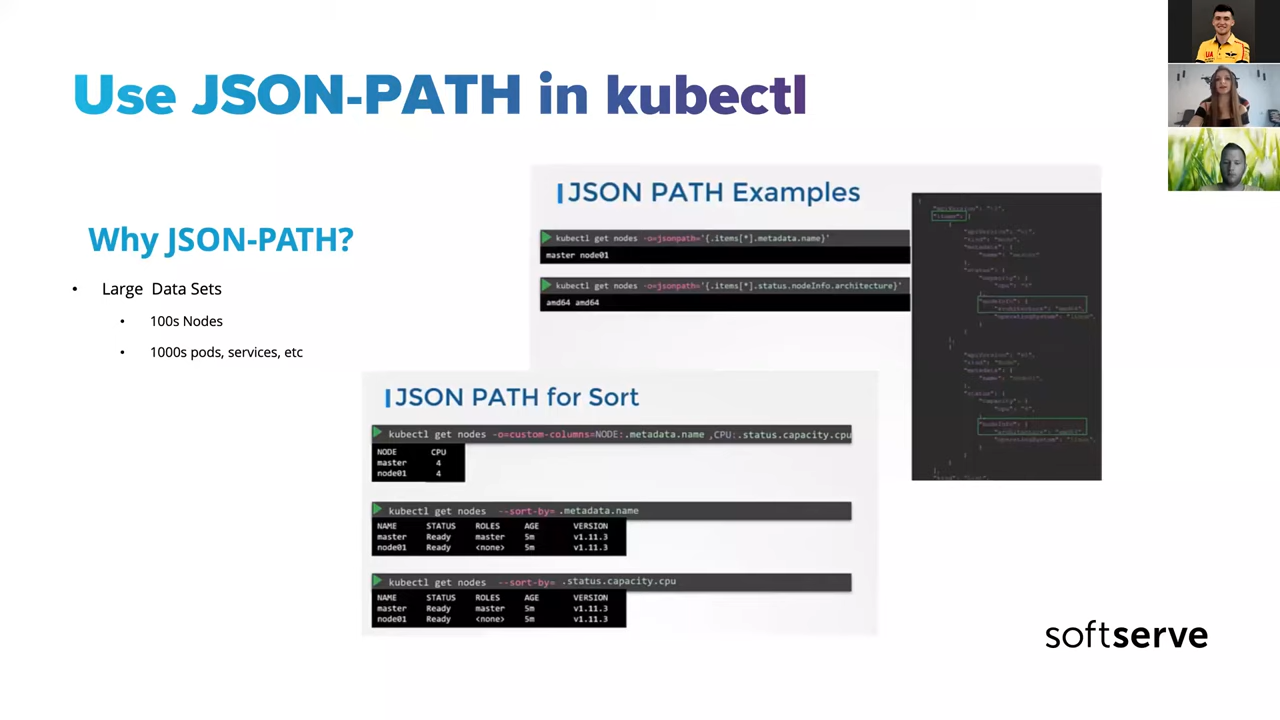 Use JSON-PATH in kubectl
Why JSON-PATH?
• Large Data Sets
• 100s Nodes
• 1000s pods, services, etc
JSON PATH Examples
kubectl get nodes -o=jsonpath='{.items[*].metadata.name}'
master node01
kubectl get nodes -o=jsonpath='{.items[*].status.nodeInfo.architecture}'
amd64 amd64
JSON PATH for Sort
kubectl get nodes -o=custom-columns=NODE:.metadata.name ,CPU:.status.capacity.cpu
NODE CPU
master 4
node01 4
kubectl get nodes --sort-by= .metadata.name
NAME STATUS ROLES AGE VERSION
master Ready master 5m v1.11.3
node01 Ready <none> 5m v1.11.3
kubectl get nodes --sort-by= .status.capacity.cpu
NAME STATUS ROLES AGE VERSION
master Ready master 5m v1.11.3
node01 Ready <none> 5m v1.11.3
softserve
UA